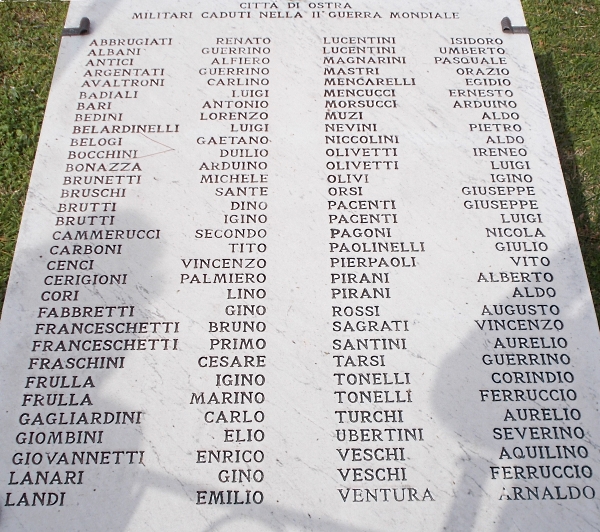 CITTÀ DI OSTRA
MILITARI CADUTI NELLA II GUERRA MONDIALE
ABBRUGIATI RENATO
ALBANI GUERRINO
ANTICI ALFIERO
ARGENTATI GUERRINO
AVALTRONI CARLINO
BADIALI LUIGI
BARI ANTONIO
BEDINI LORENZO
BELARDINELLI LUIGI
BELOGI GAETANO
BOCCHINI DUILIO
BONAZZA ARDUINO
BRUNETTI MICHELE
BRUSCHI SANTE
BRUTTI DINO
BRUTTI IGINO
CAMMERUCCI SECONDO
CARBONI TITO
CENCI VINCENZO
CERIGIONI PALMIERO
CORI LINO
FABBRETTI GINO
FRANCESCHETTI BRUNO
FRANCESCHETTI PRIMO
FRASCHINI CESARE
FRULLA IGINO
FRULLA MARINO
GAGLIARDINI CARLO
GIOMBINI ELIO
GIOVANNETTI ENRICO
LANARI GINO
LANDI EMILIO
LUCENTINI ISIDORO
LUCENTINI UMBERTO
MAGNARINI PASQUALE
MASTRI ORAZIO
MENCARELLI EGIDIO
MENCUCCI ERNESTO
MORSUCCI ARDUINO
MUZI ALDO
NEVINI PIETRO
NICCOLINI ALDO
OLIVETTI IRENEO
OLIVETTI LUIGI
OLIVI IGINO
ORSI GIUSEPPE
PACENTI GIUSEPPE
PACENTI LUIGI
PAGONI NICOLA
PAOLINELLI GIULIO
PIERPAOLI VITO
PIRANI ALBERTO
PIRANI ALDO
ROSSI AUGUSTO
SAGRATI VINCENZO
SANTINI AURELIO
TARSI GUERRINO
TONELLI CORINDIO
TONELLI FERRUCCIO
TURCHI AURELIO
UBERTINI SEVERINO
VESCHI AQUILINO
VESCHI FERRUCCIO
VENTURA ARNALDO